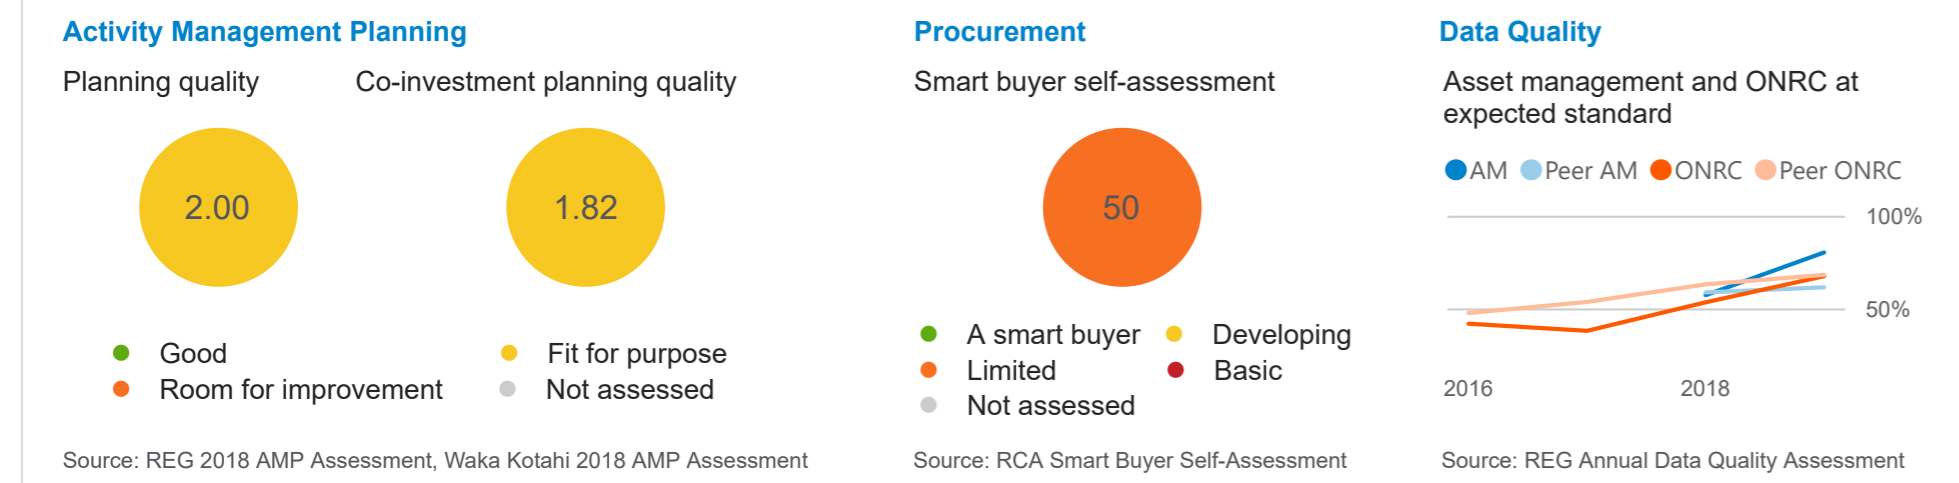 Activity Management Planning
Planning quality
Co-investment planning quality
2.00
1.82
Good
Fit for purpose
Room for improvement
Not assessed
Source: REG 2018 AMP Assessment, Waka Kotahi 2018 AMP Assessment
Procurement
Smart buyer self-assessment
50
A smart buyer
Developing
Limited
Basic
Not assessed
Source: RCA Smart Buyer Self-Assessment
Data Quality
Asset management and ONRC at
expected standard
AM Peer AM ONRC Peer ONRC
100%
50%
2016
2018
Source: REG Annual Data Quality Assessment